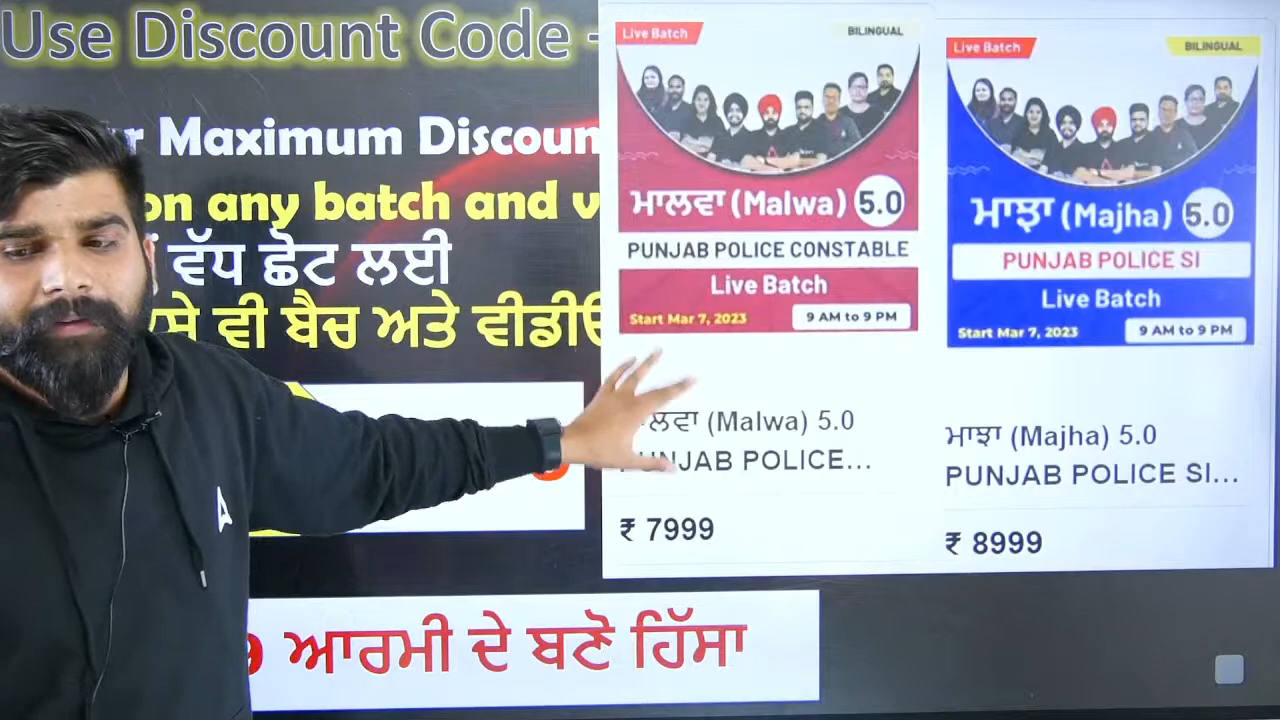 Use Discount Code -
Maximum Discoun
on any batch and v
ਵੱਧ ਛੋਟ ਲਈ
ਵੀ ਬੈਚ ਅਤੇ ਵੀਡੀਓ
ਆਰਮੀ ਦੇ ਬਣੋ ਹਿੱਸਾ
Live Batch
BILINGUAL
ਮਾਲਵਾ (Malwa) 5.0
PUNJAB POLICE CONSTABLE
Live Batch
Start Mar 7, 2023
9 AM to 9 PM
(Malwa) 5.0
POLICE...
₹ 7999
Live Batch
BILINGUAL
ਮਾਝਾ (Majha) 5.0
PUNJAB POLICE SI
Live Batch
Start Mar 7, 2023
9 AM to 9 PM
ਮਾਝਾ (Majha) 5.0
PUNJAB POLICE SI...
₹ 8999